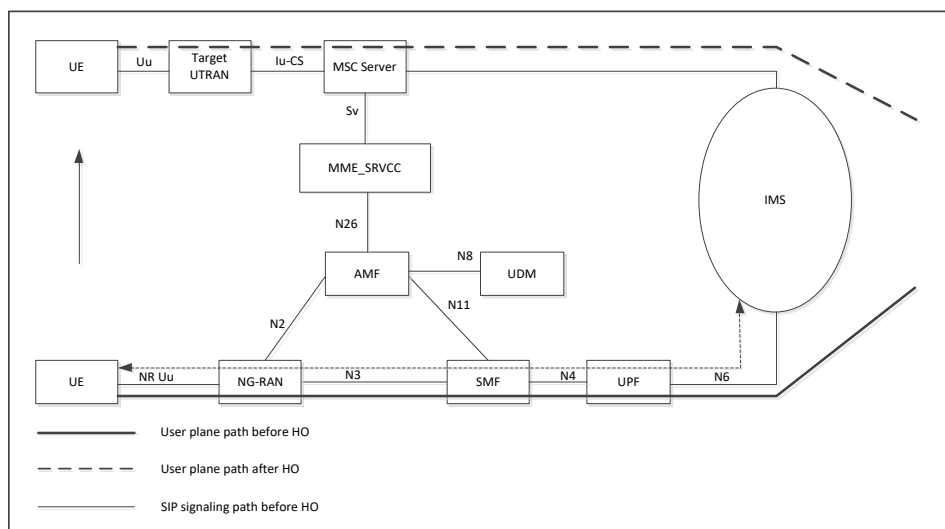 UE
Uu
Target
UTRAN
Iu-CS
MSC Server
Sv
MME_SRVCC
IMS
N26
N8
AMF
UDM
N11
N2
UE
NR Uu
NG-RAN
N3
SMF
N4
UPF
N6
User plane path before HO
User plane path after HO
SIP signaling path before HO